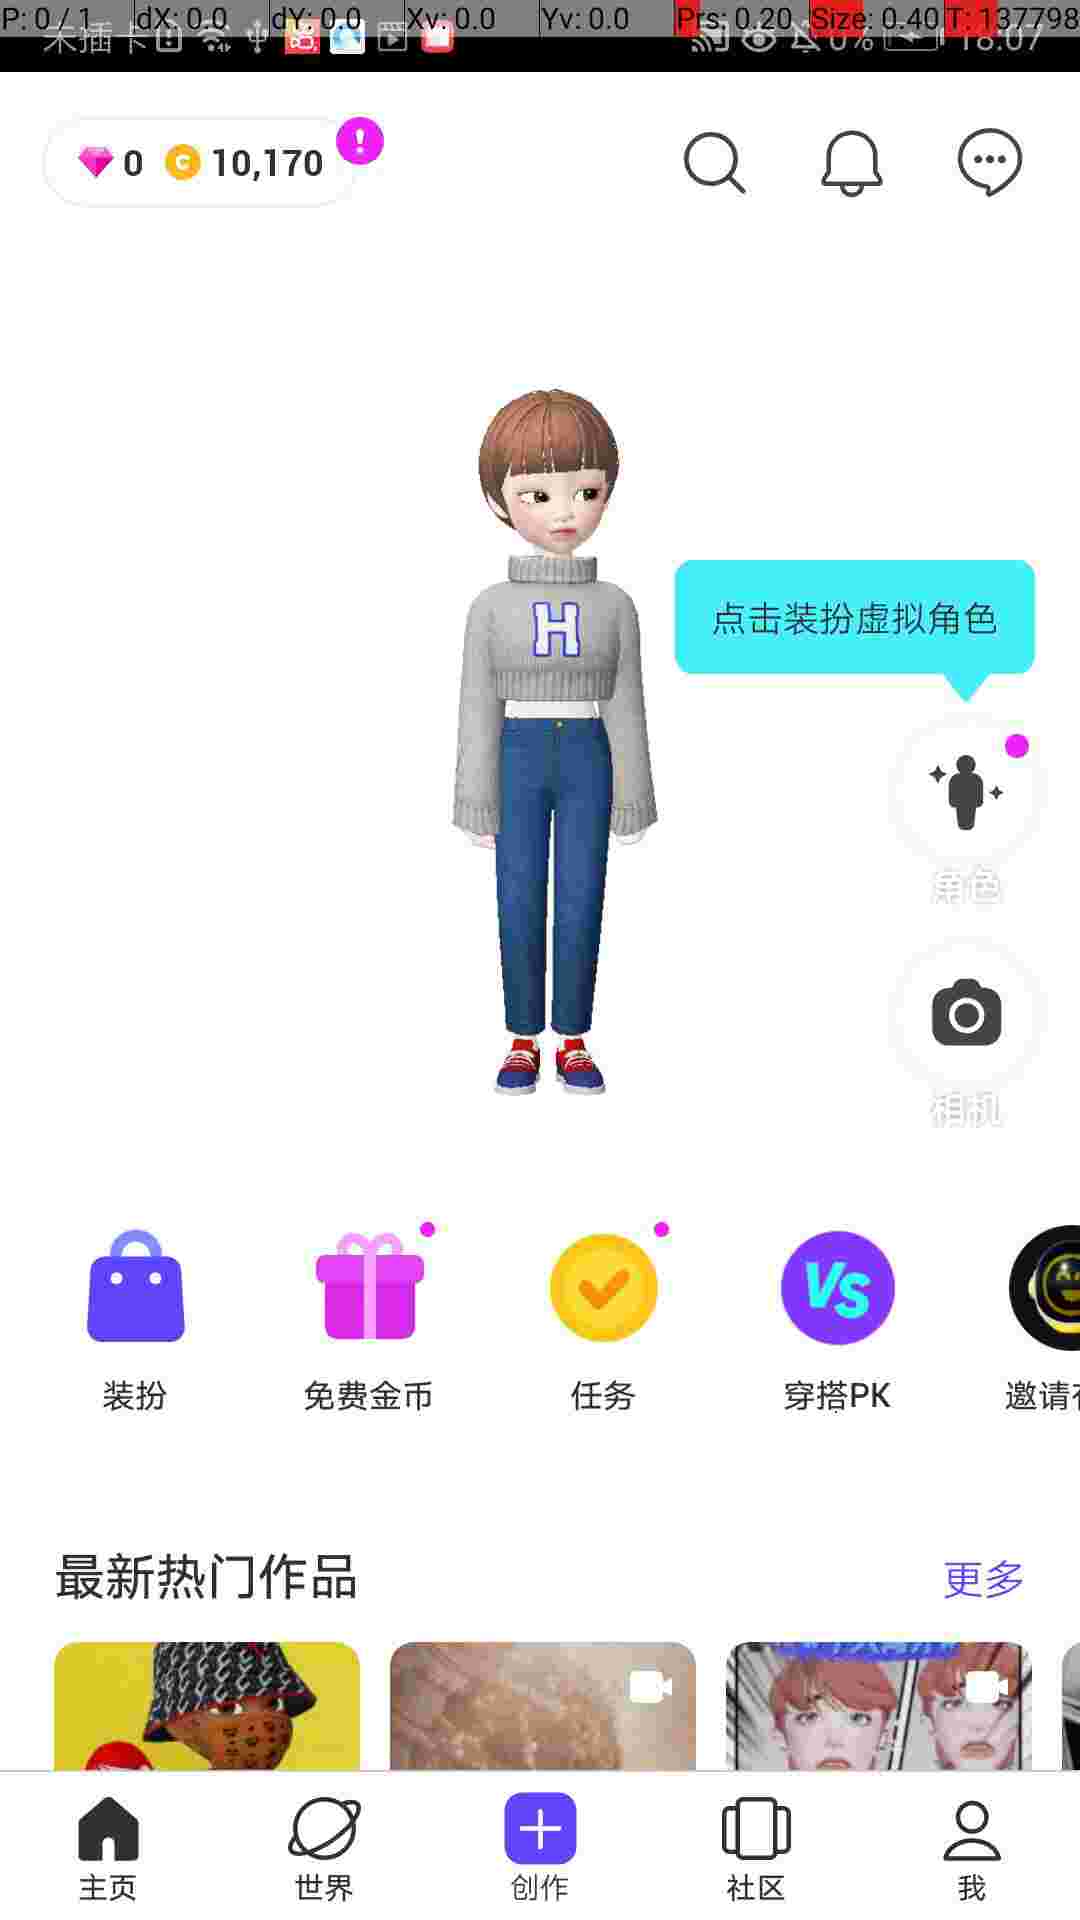 P: 0 / 1 dX: 0.0 dY: 0.0 Xv: 0.0 Yv: 0.0 Prs: 0.20 Size: 0.40 T: 137798
未插卡 0% 18:07
0 C 10,170 !
H
点击装扮虚拟角色
角色
相机
VS
装扮 免费金币 任务 穿搭PK 邀请
最新热门作品 更多
主页 世界 创作 社区 我